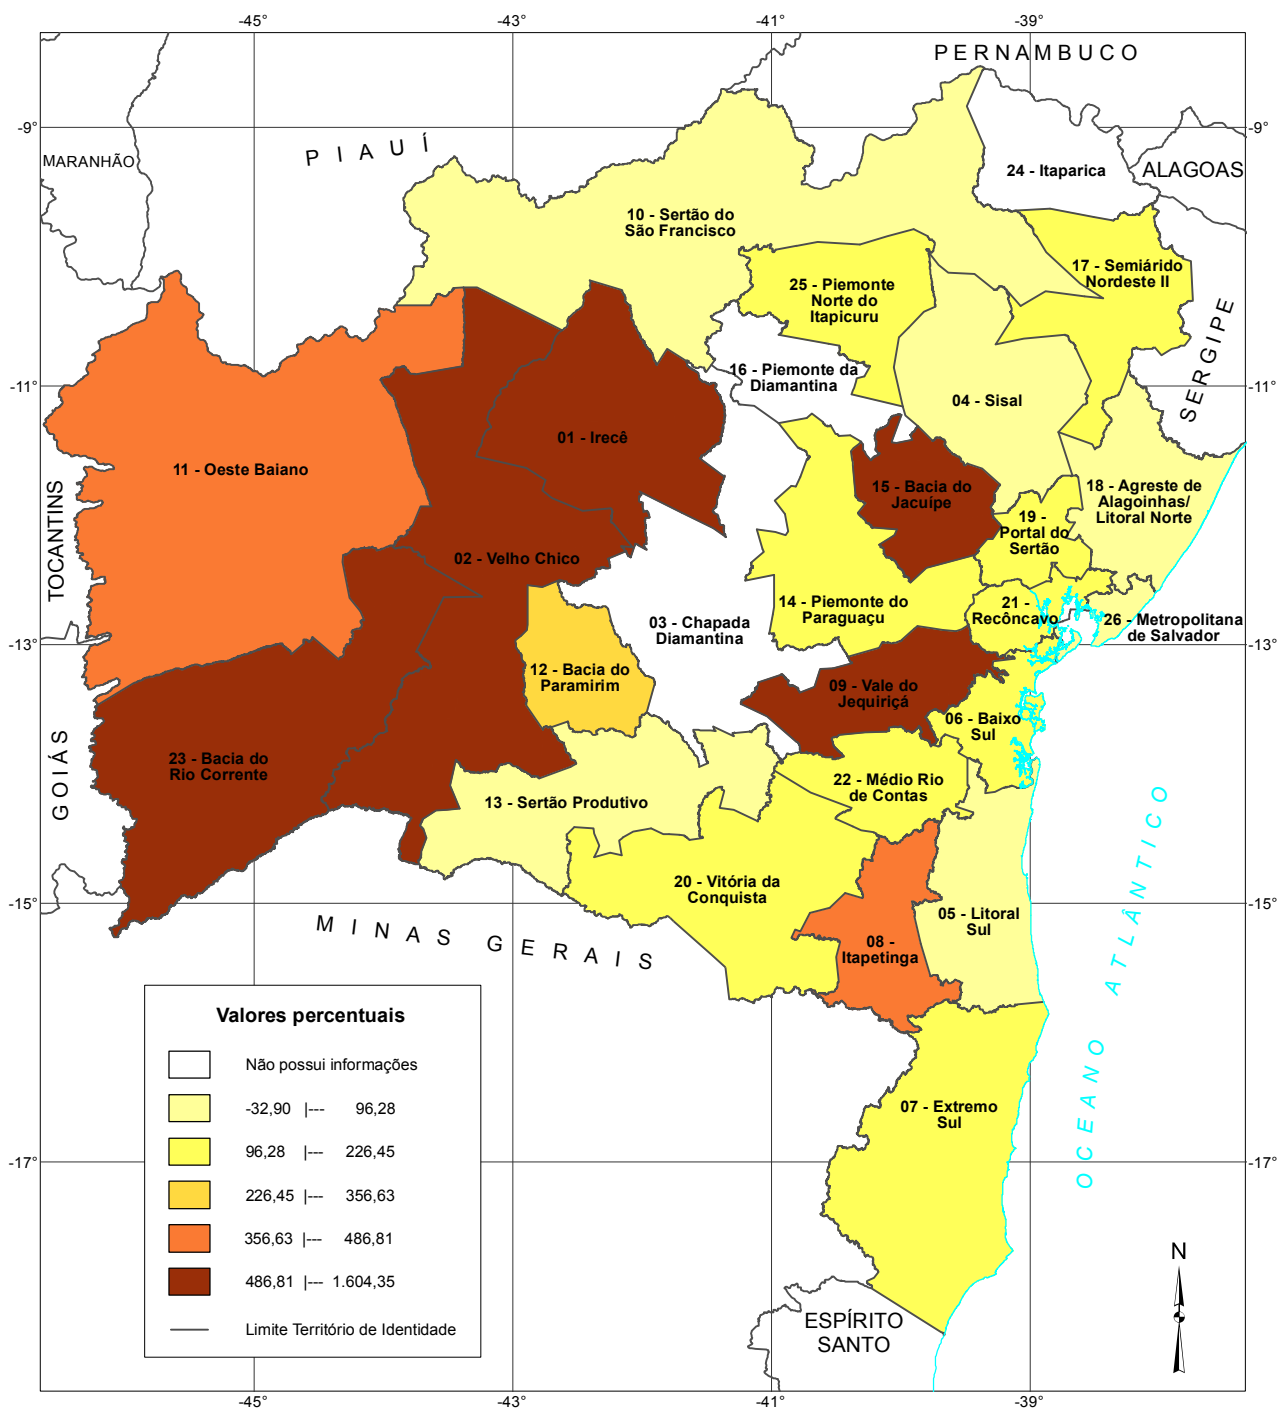 -45°
-43°
-41°
-39°
PERNAMBUCO
-9°
-9°
PIAUÍ
MARANHÃO
24 - Itaparica
ALAGOAS
10 - Sertão do
São Francisco
17 - Semiárido
Nordeste II
25 - Piemonte
Norte do
Itapicuru
SERGIPE
16 - Piemonte da
Diamantina
-11°
-11°
04 - Sisal
01 - Irecê
11 - Oeste Baiano
15 - Bacia do
Jacuípe
18 - Agreste de
Alagoinhas/
Litoral Norte
19 -
Portal do
Sertão
TOCANTINS
02 - Velho Chico
14 - Piemonte do
Paraguaçu
21 -
Recôncavo
03 - Chapada
Diamantina
26 - Metropolitana
de Salvador
-13°
-13°
12 - Bacia do
Paramirim
09 - Vale do
Jequiriçá
06 - Baixo
Sul
GOIÁS
23 - Bacia do
Rio Corrente
22 - Médio Rio
de Contas
13 - Sertão Produtivo
20 - Vitória da
Conquista
-15°
-15°
05 - Litoral
Sul
MINAS GERAIS
08 -
Itapetinga
OCEANO ATLÂNTICO
07 - Extremo
Sul
-17°
-17°
Valores percentuais
Não possui informações
-32,90 |--- 96,28
96,28 |--- 226,45
226,45 |--- 356,63
356,63 |--- 486,81
486,81 |--- 1.604,35
Limite Território de Identidade
N
ESPÍRITO
SANTO
-45°
-43°
-41°
-39°